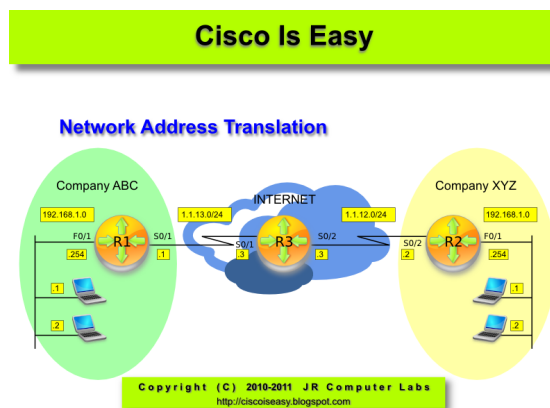 Cisco Is Easy
Network Address Translation
Company ABC
INTERNET
Company XYZ
192.168.1.0
1.1.13.0/24
1.1.12.0/24
192.168.1.0
F0/1
R1
S0/1
S0/1
R3
S0/2
S0/2
R2
F0/1
.254
.1
.3
.3
.2
.254
.1
.1
.2
.2
Copyright (C) 2010-2011 JR Computer Labs
http://ciscoiseasy.blogspot.com